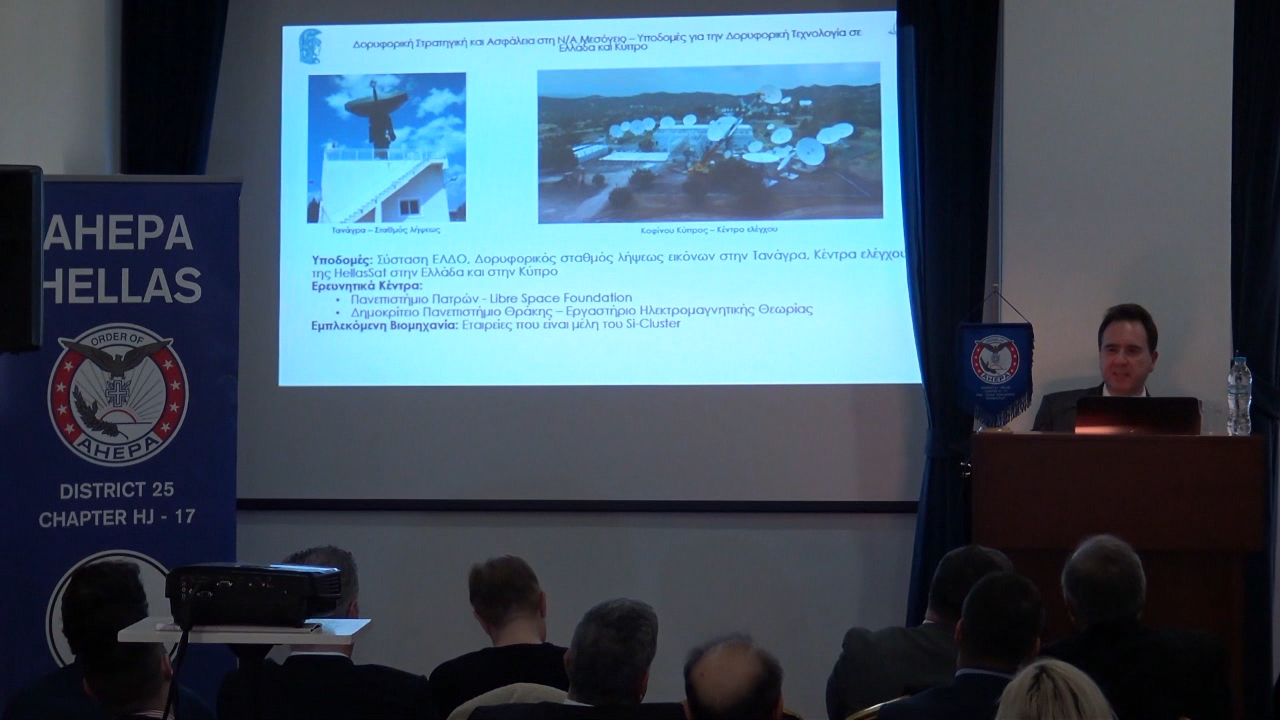 Δορυφορική Στρατηγική και Ασφάλεια στη Ν/Α Μεσόγειο – Υποδομές για την Δορυφορική Τεχνολογία σε
Ελλάδα και Κύπρο
Τανάγρα – Σταθμός λήψεως
Κοφίνου Κύπρος – Κέντρο ελέγχου
Υποδομές: Σύσταση ΕΛΔΟ, Δορυφορικός σταθμός λήψεως εικόνων στην Τανάγρα, Κέντρα ελέγχου
της HellasSat στην Ελλάδα και στην Κύπρο
Ερευνητικά Κέντρα:
• Πανεπιστήμιο Πατρών - Libre Space Foundation
• Δημοκρίτειο Πανεπιστήμιο Θράκης – Εργαστήριο Ηλεκτρομαγνητικής Θεωρίας
Εμπλεκόμενη Βιομηχανία: Εταιρείες που είναι μέλη του Si-Cluster
AHEPA
HELLAS
ORDER OF
AHEPA
DISTRICT 25
CHAPTER HJ - 17
AHEPA